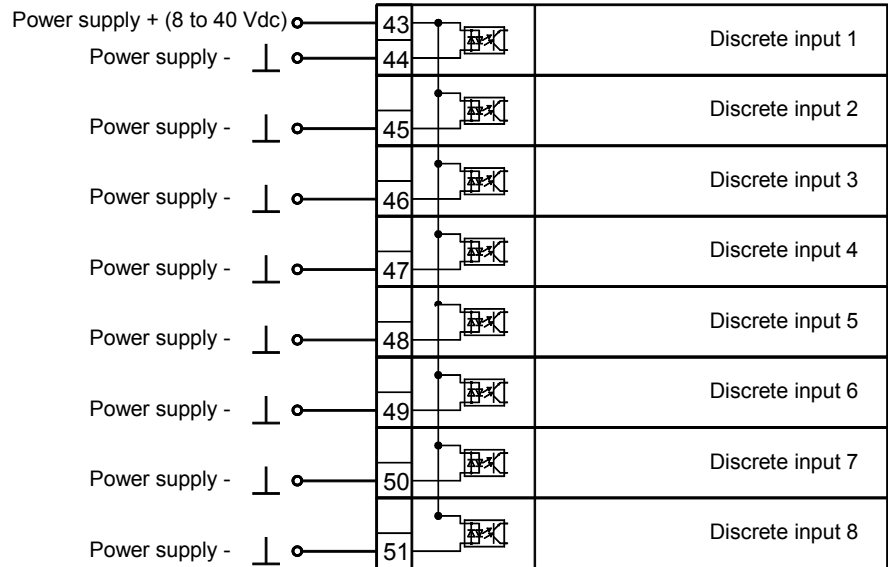 Power supply + (8 to 40 Vdc) 43
Power supply - 44 Discrete input 1
Power supply - 45 Discrete input 2
Power supply - 46 Discrete input 3
Power supply - 47 Discrete input 4
Power supply - 48 Discrete input 5
Power supply - 49 Discrete input 6
Power supply - 50 Discrete input 7
Power supply - 51 Discrete input 8